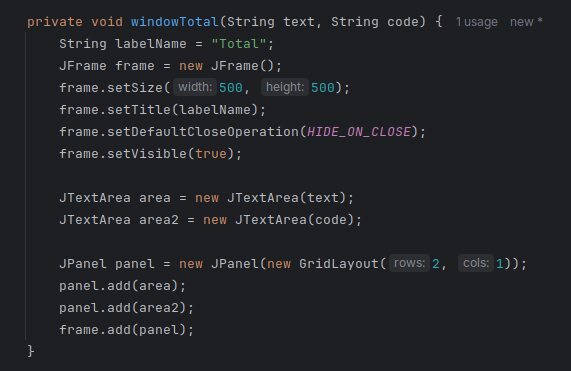 private void windowTotal(String text, String code) { 1 usage new *
String labelName = "Total";
JFrame frame = new JFrame();
frame.setSize( width: 500, height: 500);
frame.setTitle(labelName);
frame.setDefaultCloseOperation(HIDE_ON_CLOSE);
frame.setVisible(true);
JTextArea area = new JTextArea(text);
JTextArea area2 = new JTextArea(code);
JPanel panel = new JPanel(new GridLayout( rows: 2, cols: 1));
panel.add(area);
panel.add(area2);
frame.add(panel);
}